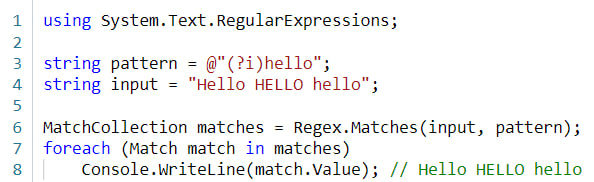 1 using System.Text.RegularExpressions;
2
3 string pattern = @"(?i)hello";
4 string input = "Hello HELLO hello";
5
6 MatchCollection matches = Regex.Matches(input, pattern);
7 foreach (Match match in matches)
8     Console.WriteLine(match.Value); // Hello HELLO hello